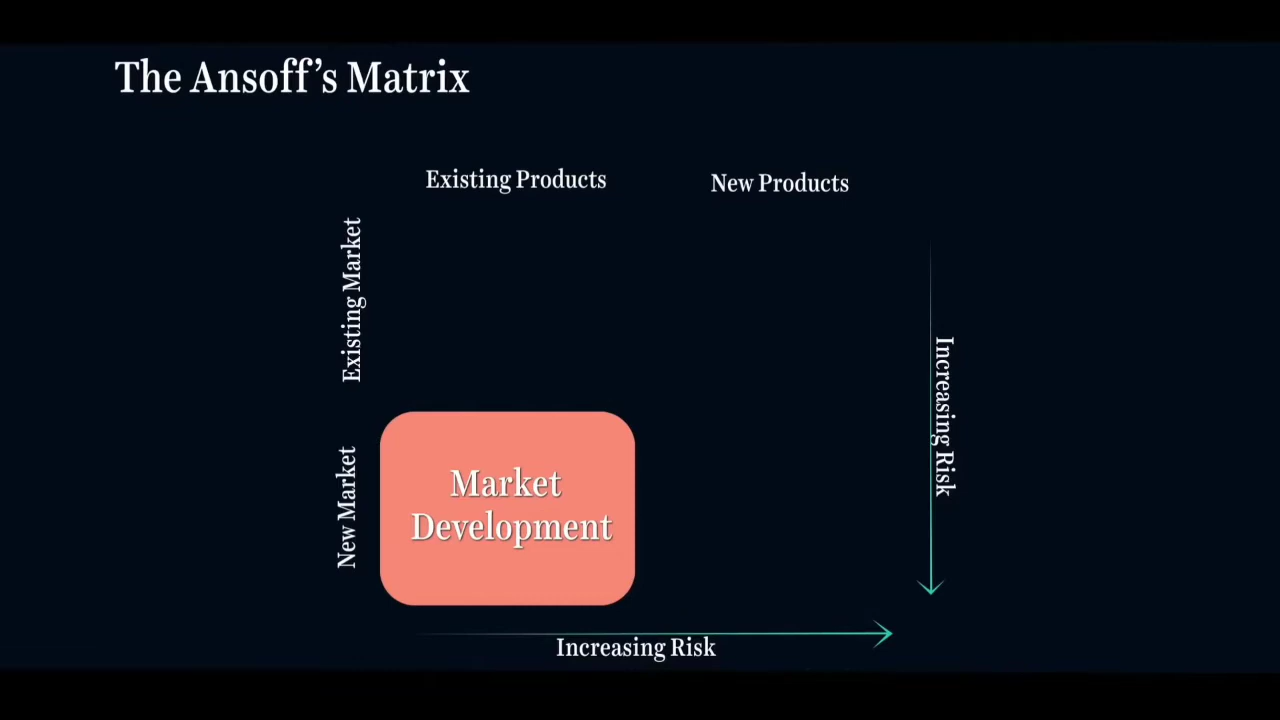 The Ansoff’s Matrix
Existing Products
New Products
Existing Market
Increasing Risk
New Market
Market
Development
Increasing Risk